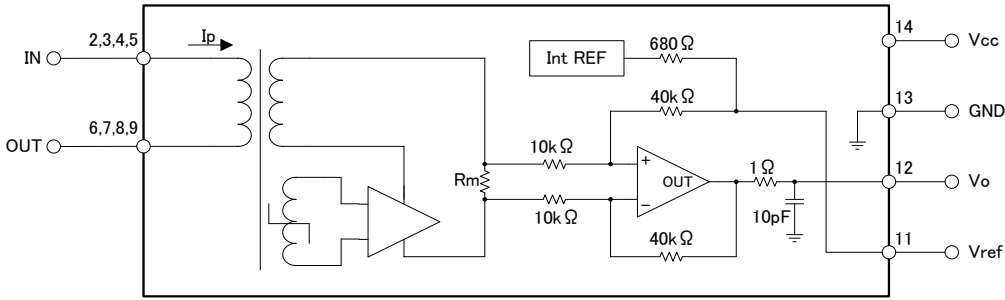 Ip
2,3,4,5
IN
6,7,8,9
OUT
Int REF
680Ω
40kΩ
10kΩ
Rm
10kΩ
+
−
OUT
40kΩ
1Ω
10pF
14
Vcc
13
GND
12
Vo
11
Vref